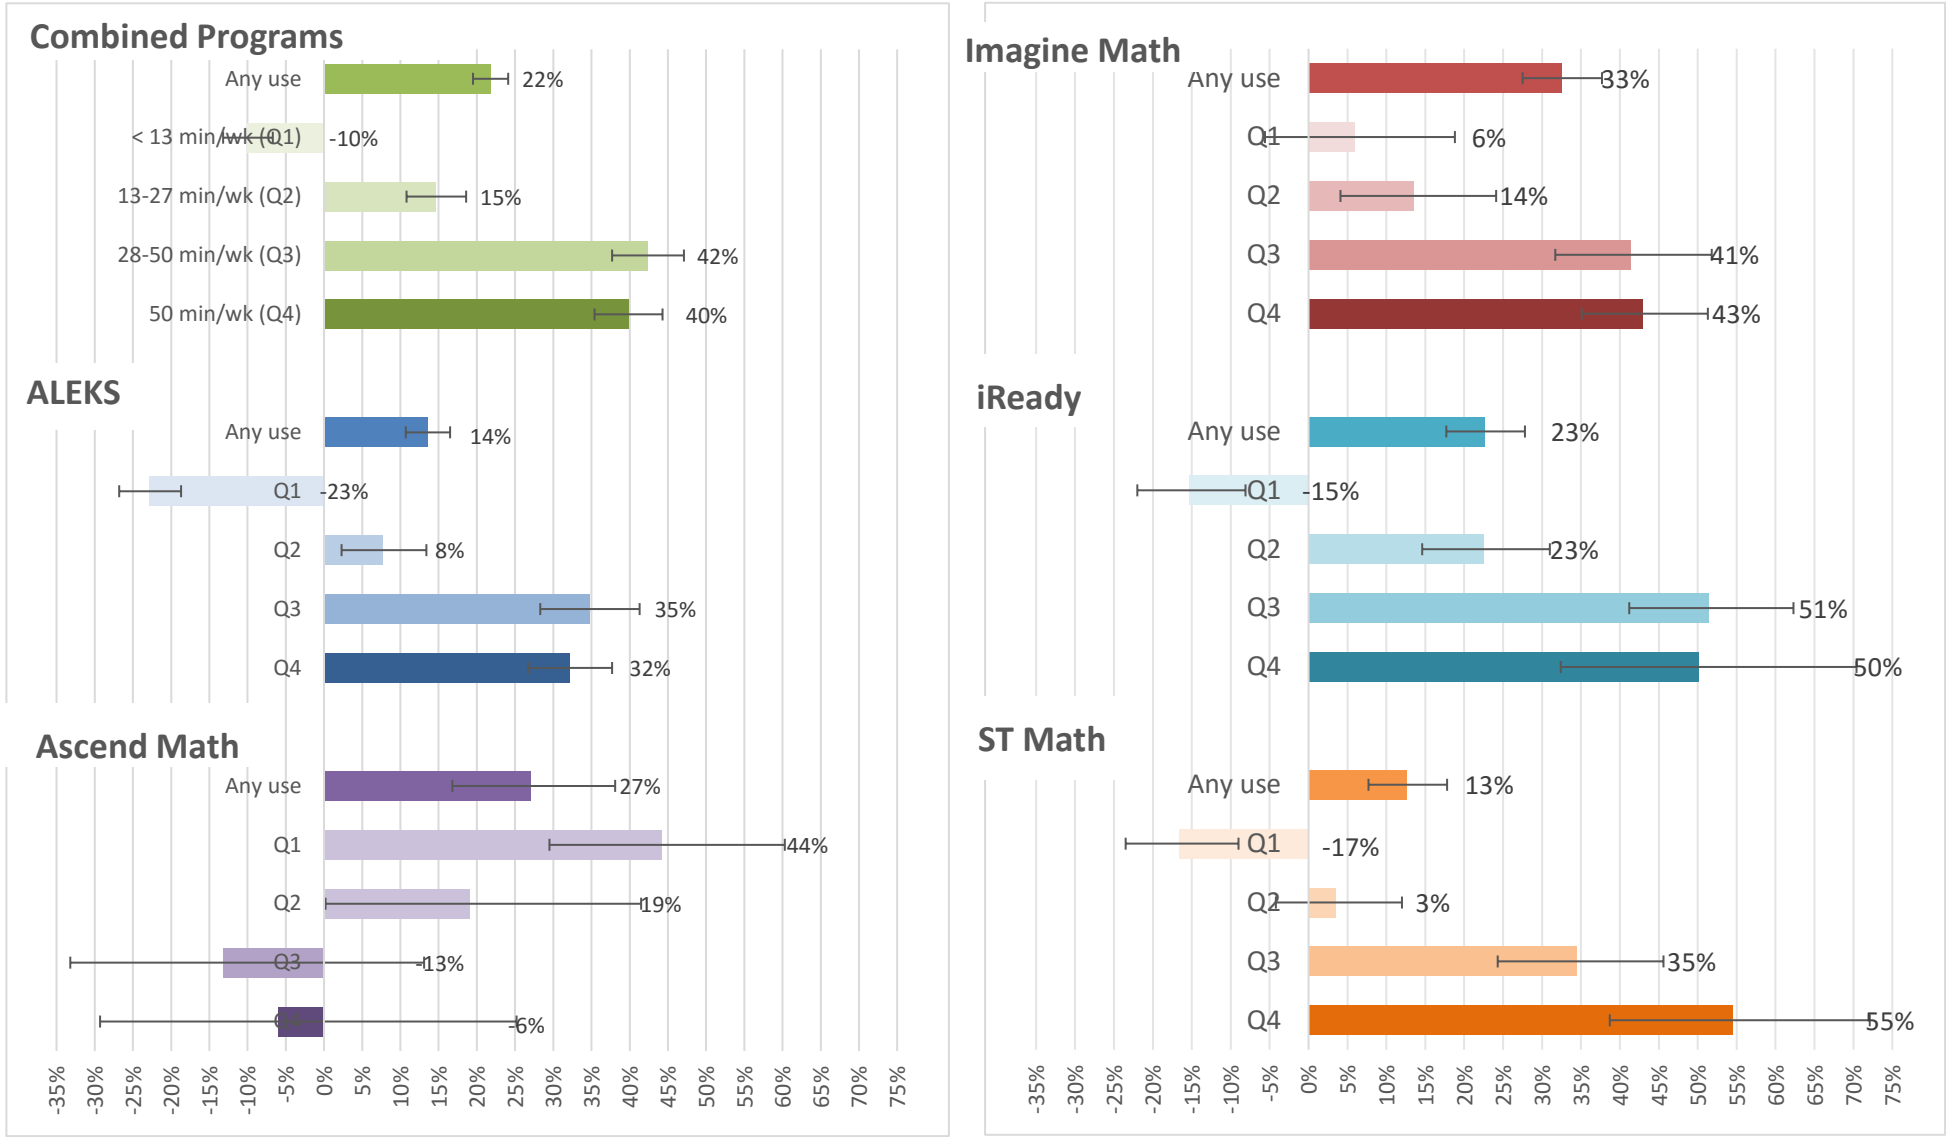 Combined Programs
Any use 22%
< 13 min/wk (Q1) -10%
13-27 min/wk (Q2) 15%
28-50 min/wk (Q3) 42%
50 min/wk (Q4) 40%
ALEKS
Any use 14%
Q1 -23%
Q2 8%
Q3 35%
Q4 32%
Ascend Math
Any use 27%
Q1 44%
Q2 19%
Q3 -13%
-6%
-35% -30% -25% -20% -15% -10% -5% 0% 5% 10% 15% 20% 25% 30% 35% 40% 45% 50% 55% 60% 65% 70% 75%
Imagine Math
Any use 33%
Q1 6%
Q2 14%
Q3 41%
Q4 43%
iReady
Any use 23%
Q1 -15%
Q2 23%
Q3 51%
Q4 50%
ST Math
Any use 13%
Q1 -17%
Q2 3%
Q3 35%
Q4 55%
-35% -30% -25% -20% -15% -10% -5% 0% 5% 10% 15% 20% 25% 30% 35% 40% 45% 50% 55% 60% 65% 70% 75%